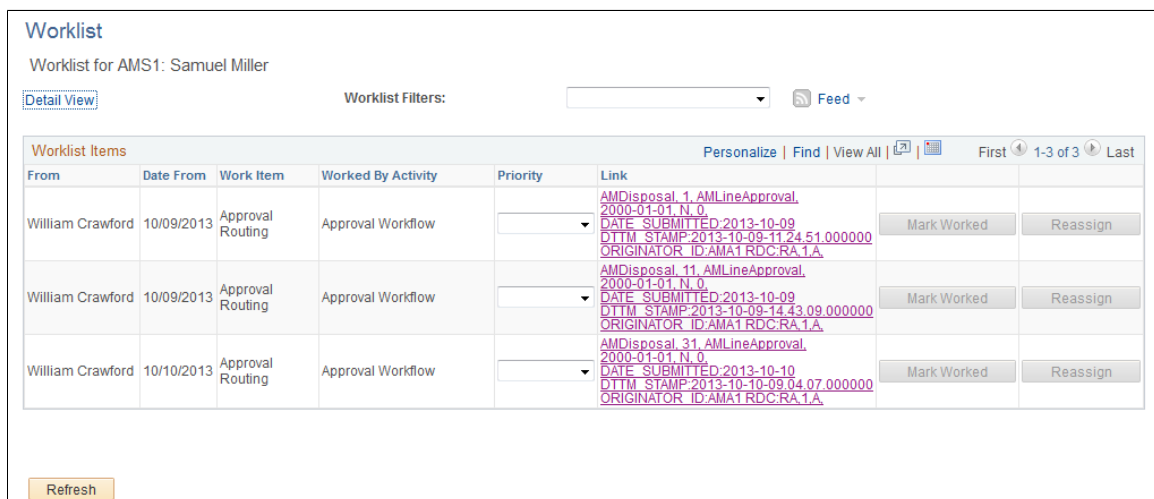 Worklist
Worklist for AMS1: Samuel Miller
Detail View Worklist Filters: Feed
Worklist Items Personalize | Find | View All | | First 1-3 of 3 Last
From Date From Work Item Worked By Activity Priority Link
William Crawford 10/09/2013 Approval Routing Approval Workflow AMDisposal, 1, AMLineApproval,
2000-01-01, N, 0,
DATE_SUBMITTED:2013-10-09
DTTM_STAMP:2013-10-09-11.24.51.000000
ORIGINATOR_ID:AMA1 RDC:RA,1,A, Mark Worked Reassign
William Crawford 10/09/2013 Approval Routing Approval Workflow AMDisposal, 11, AMLineApproval,
2000-01-01, N, 0,
DATE_SUBMITTED:2013-10-09
DTTM_STAMP:2013-10-09-14.43.09.000000
ORIGINATOR_ID:AMA1 RDC:RA,1,A, Mark Worked Reassign
William Crawford 10/10/2013 Approval Routing Approval Workflow AMDisposal, 31, AMLineApproval,
2000-01-01, N, 0,
DATE_SUBMITTED:2013-10-10
DTTM_STAMP:2013-10-10-09.04.07.000000
ORIGINATOR_ID:AMA1 RDC:RA,1,A, Mark Worked Reassign
Refresh